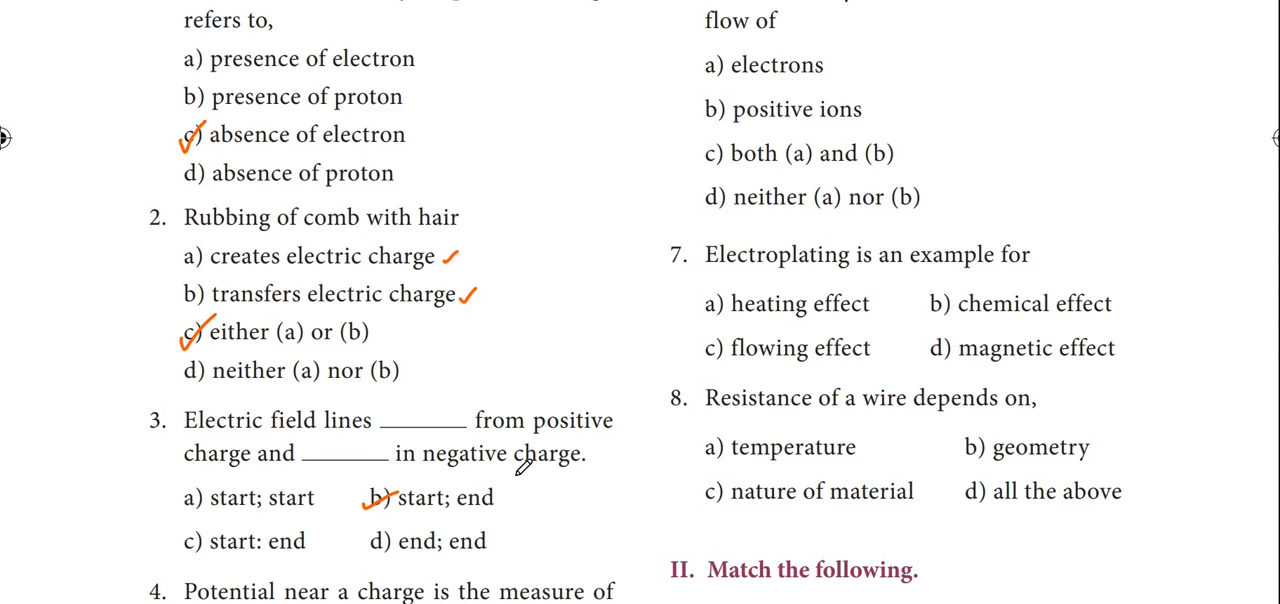 refers to,
a) presence of electron
b) presence of proton
c) absence of electron
d) absence of proton
2. Rubbing of comb with hair
a) creates electric charge
b) transfers electric charge
c) either (a) or (b)
d) neither (a) nor (b)
3. Electric field lines ________ from positive
charge and ________ in negative charge.
a) start; start b) start; end
c) start: end d) end; end
4. Potential near a charge is the measure of
flow of
a) electrons
b) positive ions
c) both (a) and (b)
d) neither (a) nor (b)
7. Electroplating is an example for
a) heating effect b) chemical effect
c) flowing effect d) magnetic effect
8. Resistance of a wire depends on,
a) temperature b) geometry
c) nature of material d) all the above
II. Match the following.